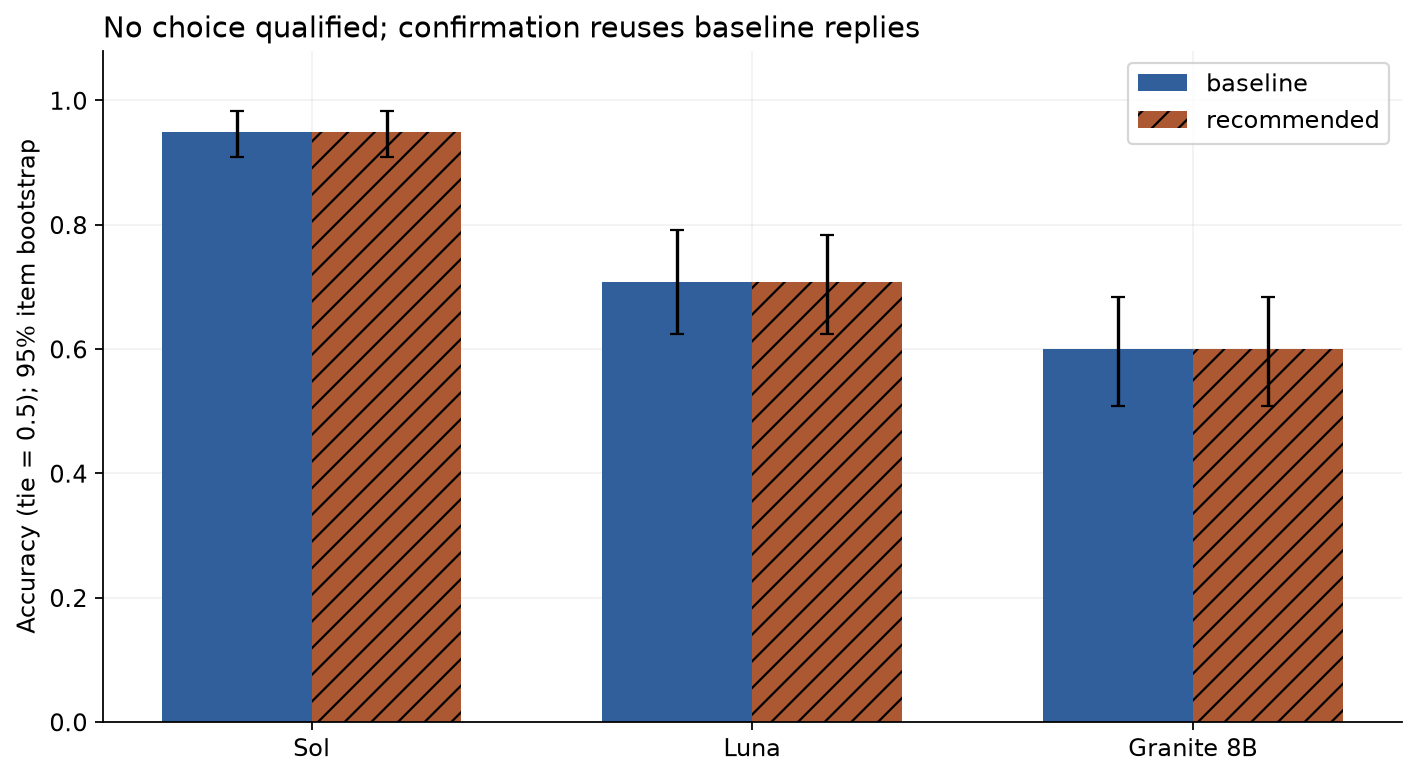 No choice qualified; confirmation reuses baseline replies
baseline
recommended
Accuracy (tie = 0.5); 95% item bootstrap
1.0
0.8
0.6
0.4
0.2
0.0
Sol
Luna
Granite 8B